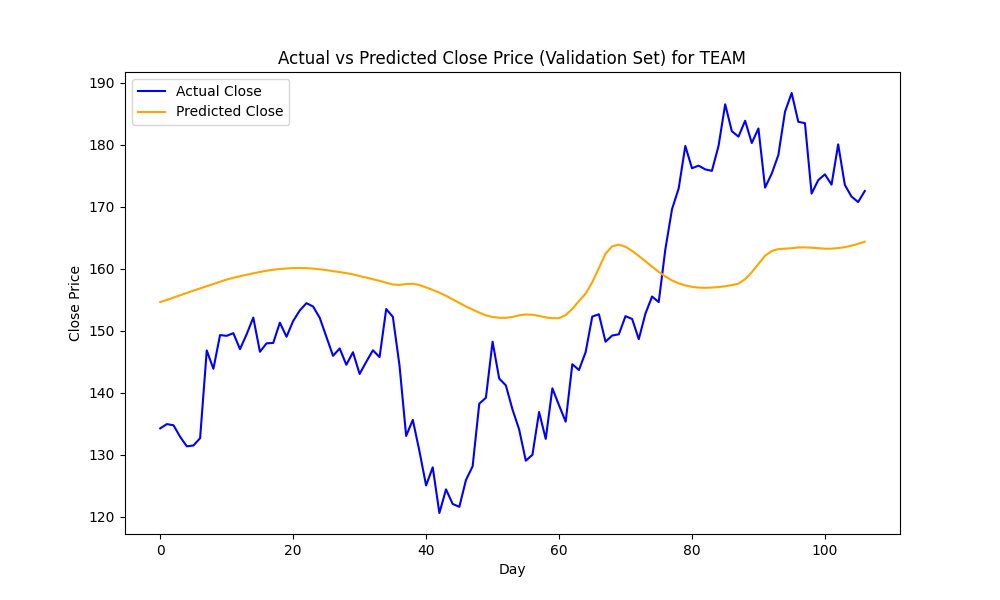 Actual vs Predicted Close Price (Validation Set) for TEAM
Actual Close
Predicted Close
Close Price
190
180
170
160
150
140
130
120
0 20 40 60 80 100
Day